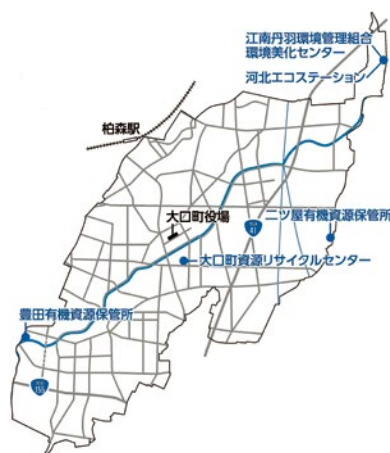 江南丹羽環境管理組合
環境美化センター
河北エコステーション
柏森駅
大口町役場
二ツ屋有機資源保管所
41
大口町資源リサイクルセンター
豊田有機資源保管所
155